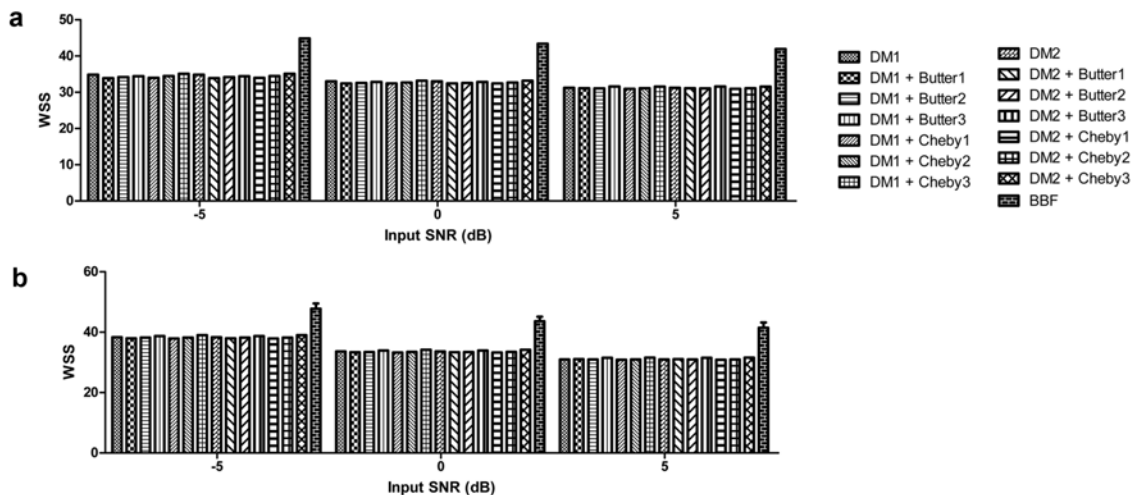 a
50
40
30
20
10
0
WSS
-5
0
5
Input SNR (dB)
DM1
DM1 + Butter1
DM1 + Butter2
DM1 + Butter3
DM1 + Cheby1
DM1 + Cheby2
DM1 + Cheby3
DM2
DM2 + Butter1
DM2 + Butter2
DM2 + Butter3
DM2 + Cheby1
DM2 + Cheby2
DM2 + Cheby3
BBF
b
60
40
20
0
WSS
-5
0
5
Input SNR (dB)